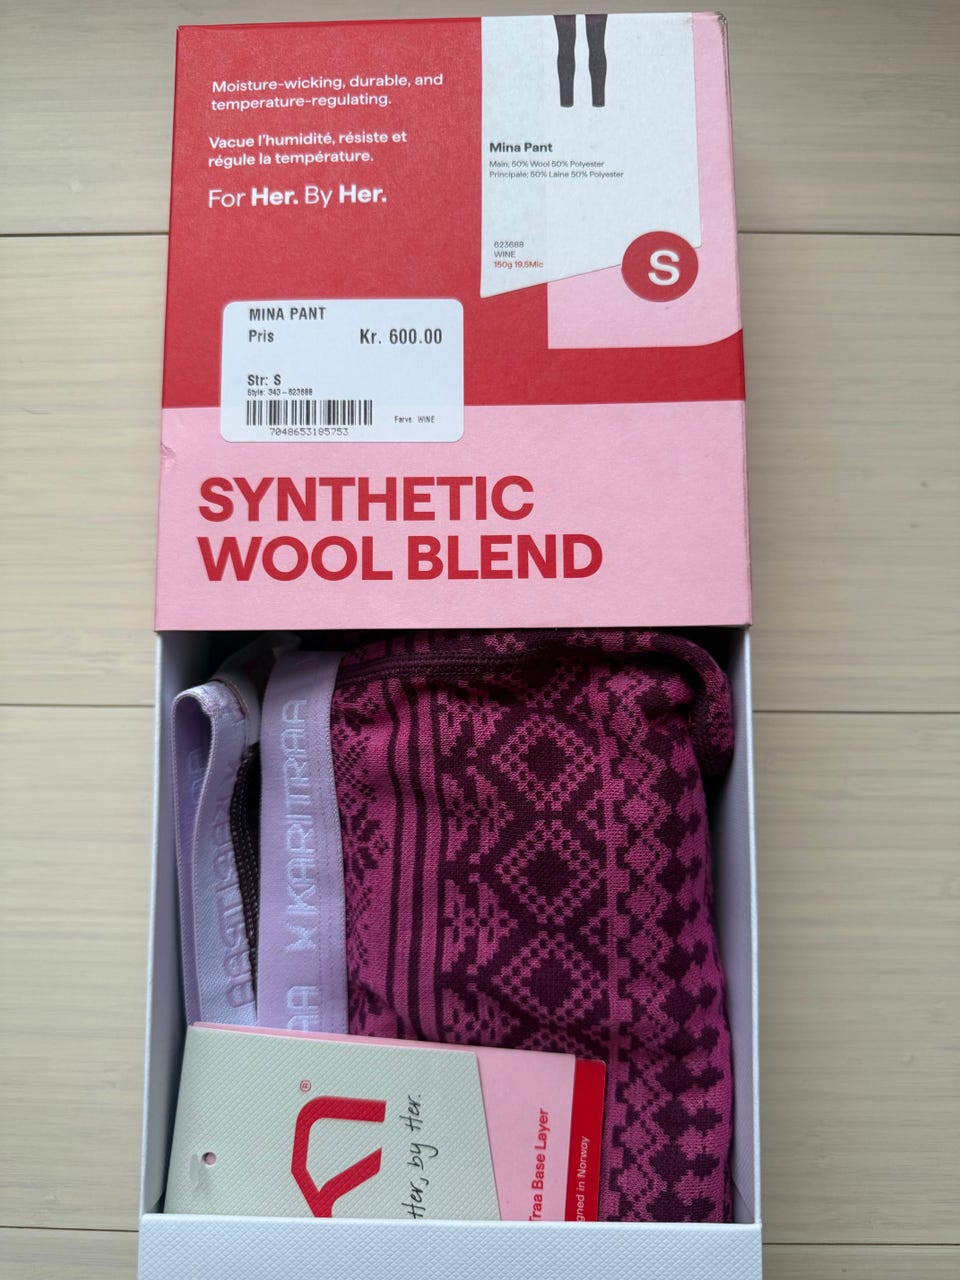 Moisture-wicking, durable, and
temperature-regulating.
Vacue l'humidité, résiste et
régule la température.
For Her. By Her.
Mina Pant
Main; 50% Wool 50% Polyester
Principale; 50% Laine 50% Polyester
623688
WINE
150g 19,5Mic
S
MINA PANT
Pris Kr. 600.00
Str: S
Style: 343-623688
7048653185753
Farve: WINE
SYNTHETIC
WOOL BLEND
KARITRAA
AA
®
Her, by Her.
Traa Base Layer
gned in Norway